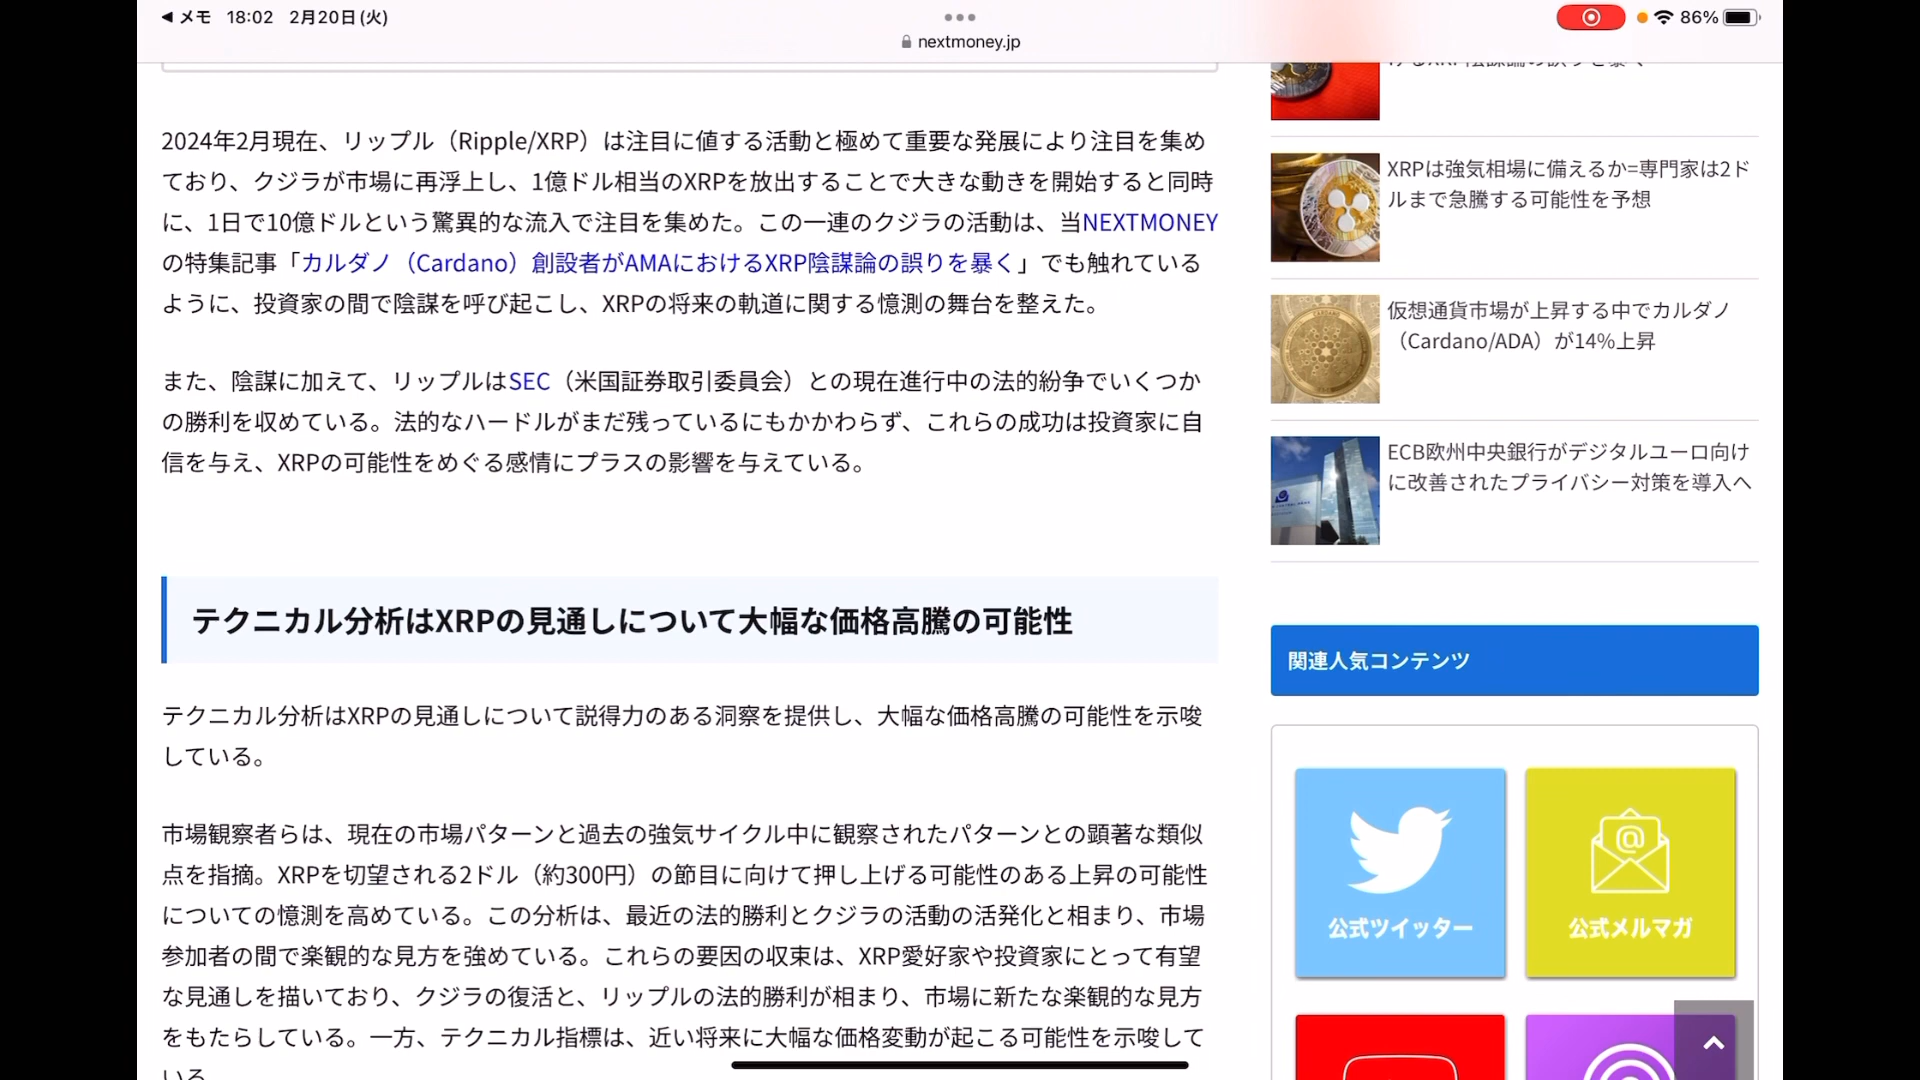 ◀メモ 18:02 2月20日(火)
86%
nextmoney.jp
2024年2月現在、リップル（Ripple/XRP）は注目に値する活動と極めて重要な発展により注目を集め
ており、クジラが市場に再浮上し、1億ドル相当のXRPを放出することで大きな動きを開始すると同時
に、1日で10億ドルという驚異的な流入で注目を集めた。この一連のクジラの活動は、当NEXTMONEY
の特集記事「カルダノ（Cardano）創設者がAMAにおけるXRP陰謀論の誤りを暴く」でも触れている
ように、投資家の間で陰謀を呼び起こし、XRPの将来の軌道に関する憶測の舞台を整えた。
また、陰謀に加えて、リップルはSEC（米国証券取引委員会）との現在進行中の法的紛争でいくつか
の勝利を収めている。法的なハードルがまだ残っているにもかかわらず、これらの成功は投資家に自
信を与え、XRPの可能性をめぐる感情にプラスの影響を与えている。
テクニカル分析はXRPの見通しについて大幅な価格高騰の可能性
テクニカル分析はXRPの見通しについて説得力のある洞察を提供し、大幅な価格高騰の可能性を示唆
している。
市場観察者らは、現在の市場パターンと過去の強気サイクル中に観察されたパターンとの顕著な類似
点を指摘。XRPを切望される2ドル（約300円）の節目に向けて押し上げる可能性のある上昇の可能性
についての憶測を高めている。この分析は、最近の法的勝利とクジラの活動の活発化と相まり、市場
参加者の間で楽観的な見方を強めている。これらの要因の収束は、XRP愛好家や投資家にとって有望
な見通しを描いており、クジラの復活と、リップルの法的勝利が相まり、市場に新たな楽観的な見方
をもたらしている。一方、テクニカル指標は、近い将来に大幅な価格変動が起こる可能性を示唆して
いる
けるXRP陰謀論の誤りを暴く
XRPは強気相場に備えるか=専門家は2ド
ルまで急騰する可能性を予想
仮想通貨市場が上昇する中でカルダノ
（Cardano/ADA）が14%上昇
ECB欧州中央銀行がデジタルユーロ向け
に改善されたプライバシー対策を導入へ
関連人気コンテンツ
公式ツイッター
公式メルマガ